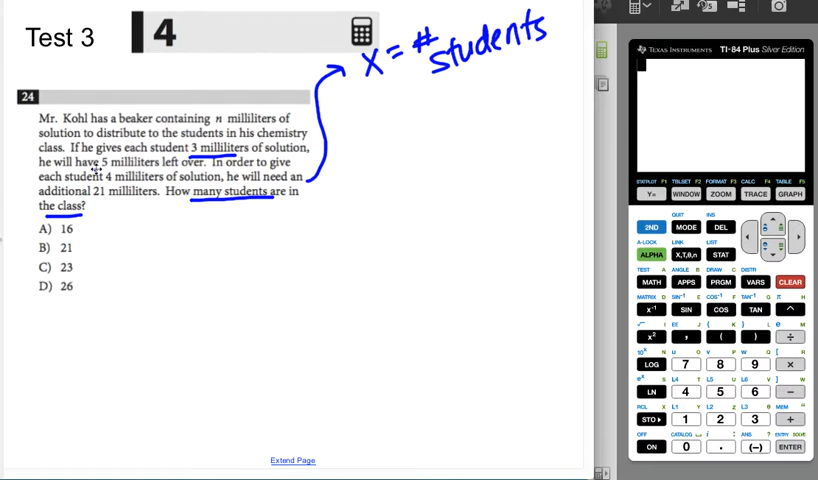 Test 3
4
x = # students
24
Mr. Kohl has a beaker containing n milliliters of
solution to distribute to the students in his chemistry
class. If he gives each student 3 milliliters of solution,
he will have 5 milliliters left over. In order to give
each student 4 milliliters of solution, he will need an
additional 21 milliliters. How many students are in
the class?
A) 16
B) 21
C) 23
D) 26
Extend Page
TEXAS INSTRUMENTS TI-84 Plus Silver Edition
STATPLOT F1 TBLSET F2 FORMAT F3 CALC F4 TABLE F5
Y= WINDOW ZOOM TRACE GRAPH
QUIT INS
2ND MODE DEL
A-LOCK LINK LIST
ALPHA X,T,θ,n STAT
TEST A ANGLE B DRAW C DISTR
MATH APPS PRGM VARS CLEAR
MATRIX D SIN⁻¹ E COS⁻¹ F TAN⁻¹ G π H
x⁻¹ SIN COS TAN ^
√ I EE J { K } L e M
x² , ( ) ÷
10ˣ N u O v P w Q [ R
LOG 7 8 9 ×
eˣ S L4 T L5 U L6 V ] W
LN 4 5 6 −
RCL X L1 Y L2 Z L3 θ MEM "
STO► 1 2 3 +
OFF CATALOG i : ANS ? ENTRY SOLVE
ON 0 . (−) ENTER